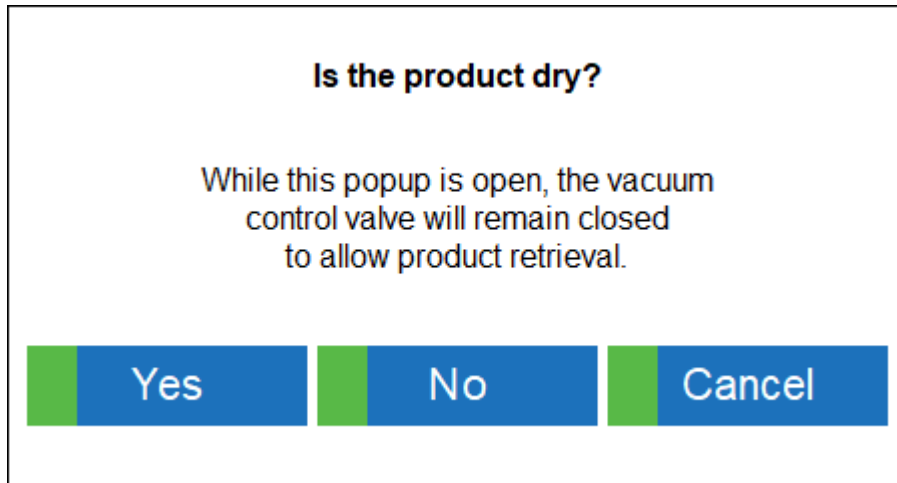 Is the product dry?
While this popup is open, the vacuum
control valve will remain closed
to allow product retrieval.
Yes
No
Cancel